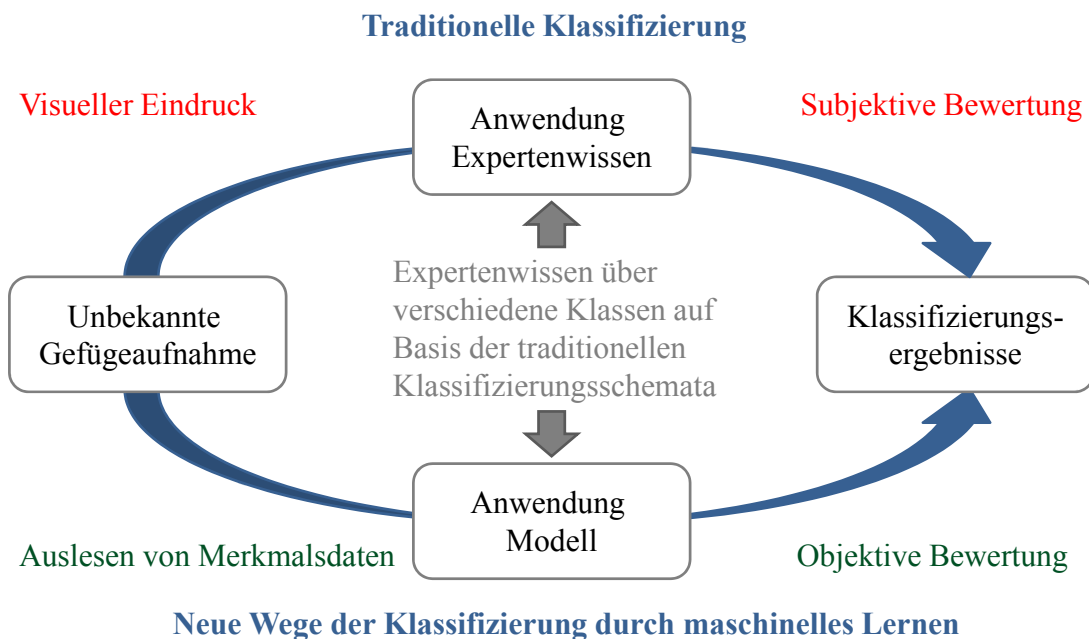 Traditionelle Klassifizierung
Visueller Eindruck
Anwendung
Expertenwissen
Subjektive Bewertung
Unbekannte
Gefügeaufnahme
Expertenwissen über
verschiedene Klassen auf
Basis der traditionellen
Klassifizierungsschemata
Klassifizierungs-
ergebnisse
Auslesen von Merkmalsdaten
Anwendung
Modell
Objektive Bewertung
Neue Wege der Klassifizierung durch maschinelles Lernen